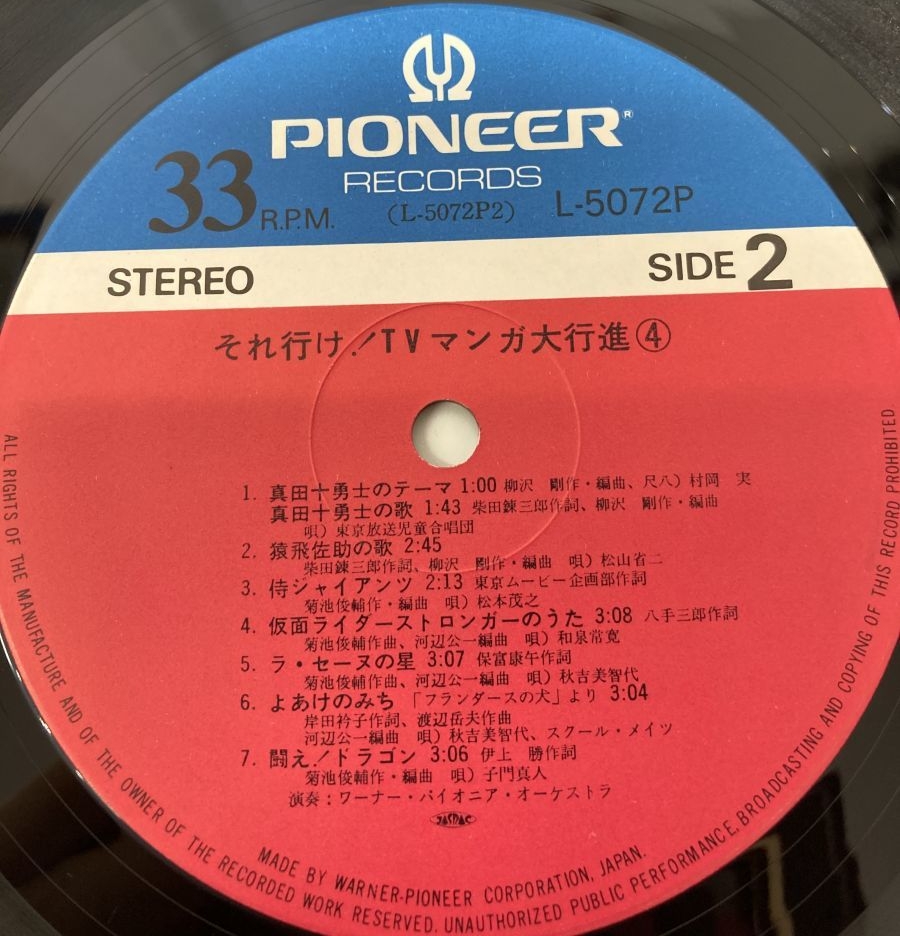 PIONEER®
RECORDS
33 R.P.M. (L-5072P2) L-5072P
STEREO SIDE 2
それ行け!TVマンガ大行進④
1. 真田十勇士のテーマ 1:00 柳沢 剛作・編曲、尺八)村岡 実
真田十勇士の歌 1:43 柴田錬三郎作詞、柳沢 剛作・編曲
唄)東京放送児童合唱団
2. 猿飛佐助の歌 2:45
柴田錬三郎作詞、柳沢 剛作・編曲 唄)松山省二
3. 侍ジャイアンツ 2:13 東京ムービー企画部作詞
菊池俊輔作・編曲 唄)松本茂之
4. 仮面ライダーストロンガーのうた 3:08 八手三郎作詞
菊池俊輔作曲、河辺公一編曲 唄)和泉常寛
5. ラ・セーヌの星 3:07 保富康午作詞
菊池俊輔作曲、河辺公一編曲 唄)秋吉美智代
6. よあけのみち 「フランダースの犬」より 3:04
岸田衿子作詞、渡辺岳夫作曲
河辺公一編曲 唄)秋吉美智代、スクール・メイツ
7. 闘え!ドラゴン 3:06 伊上 勝作詞
菊池俊輔作・編曲 唄)子門真人
演奏:ワーナー・パイオニア・オーケストラ
JASRAC
MADE BY WARNER-PIONEER CORPORATION, JAPAN.
ALL RIGHTS OF THE MANUFACTURE AND OF THE OWNER OF THE RECORDED WORK RESERVED. UNAUTHORIZED PUBLIC PERFORMANCE, BROADCASTING AND COPYING OF THIS RECORD PROHIBITED.